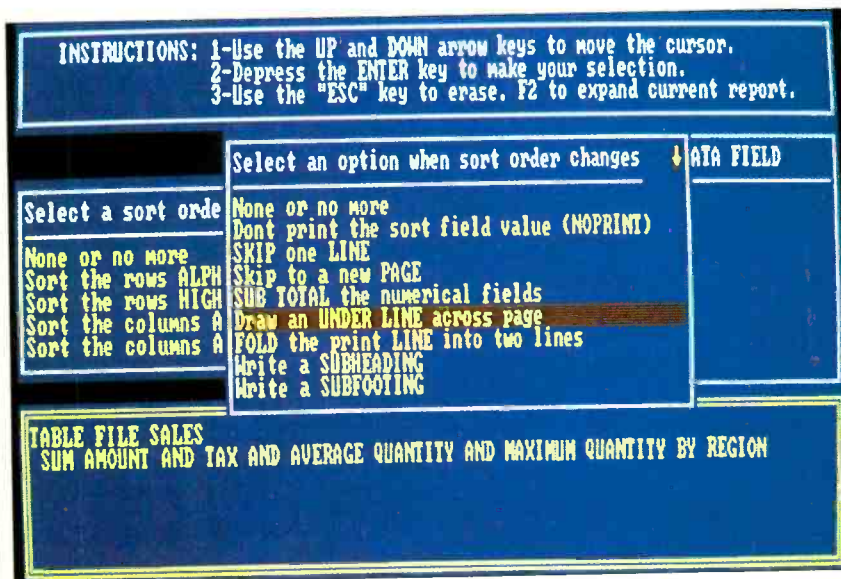 INSTRUCTIONS: 1-Use the UP and DOWN arrow keys to move the cursor.
2-Depress the ENTER key to make your selection.
3-Use the "ESC" key to erase. F2 to expand current report.
Select an option when sort order changes ↓
ATA FIELD
None or no more
Dont print the sort field value (NOPRINT)
SKIP one LINE
Skip to a new PAGE
SUB TOTAL the numerical fields
Draw an UNDER LINE across page
FOLD the print LINE into two lines
Write a SUBHEADING
Write a SUBFOOTING
Select a sort orde
None or no more
Sort the rows ALPH
Sort the rows HIGH
Sort the columns A
Sort the columns A
TABLE FILE SALES
SUM AMOUNT AND TAX AND AVERAGE QUANTITY AND MAXIMUM QUANTITY BY REGION